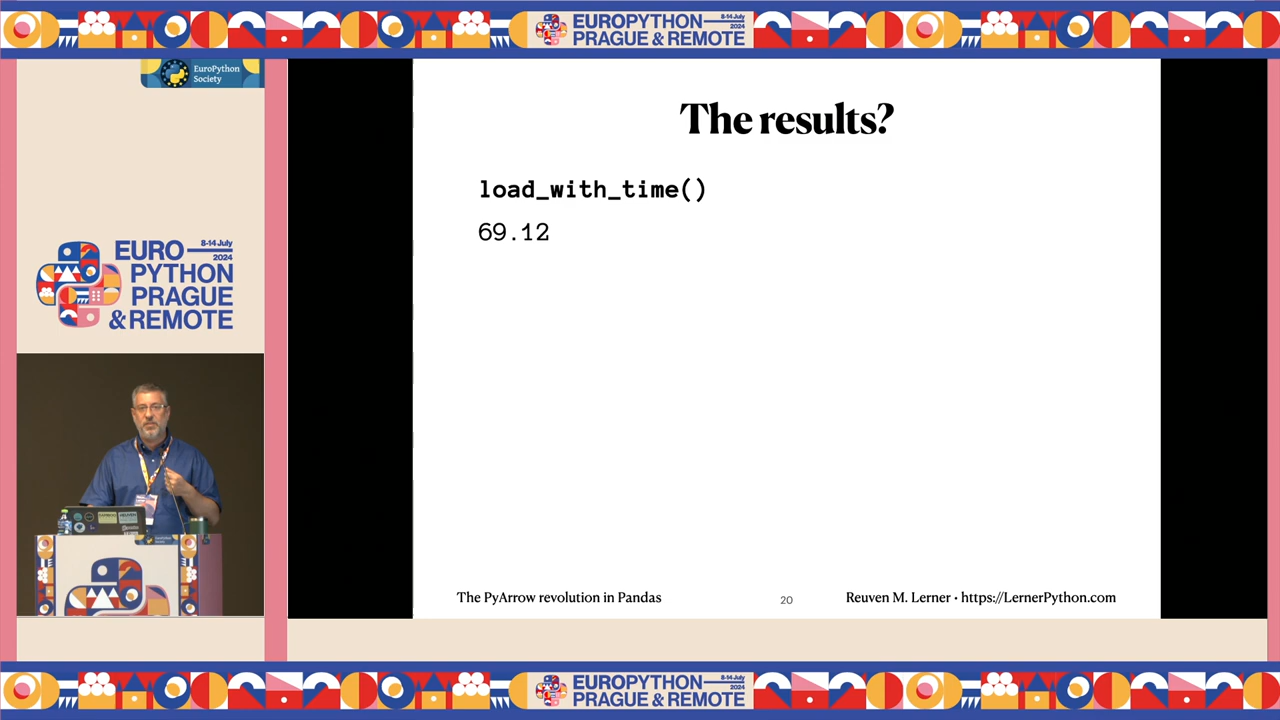 EUROPYTHON
8-14 July
2024
PRAGUE & REMOTE
EuroPython
Society
EURO
8-14 July
2024
PYTHON
PRAGUE
& REMOTE
The results?
load_with_time()
69.12
The PyArrow revolution in Pandas
20
Reuven M. Lerner • https://LernerPython.com
EUROPYTHON
8-14 July
2024
PRAGUE & REMOTE